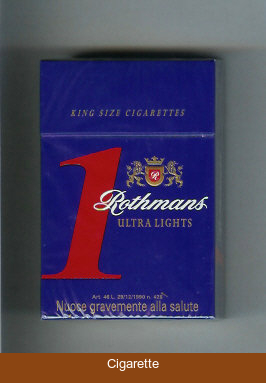 KING SIZE CIGARETTES
1
R
Rothmans
ULTRA LIGHTS
Art. 46 L. 29/12/1990 n. 428
Nuoce gravemente alla salute
Cigarette